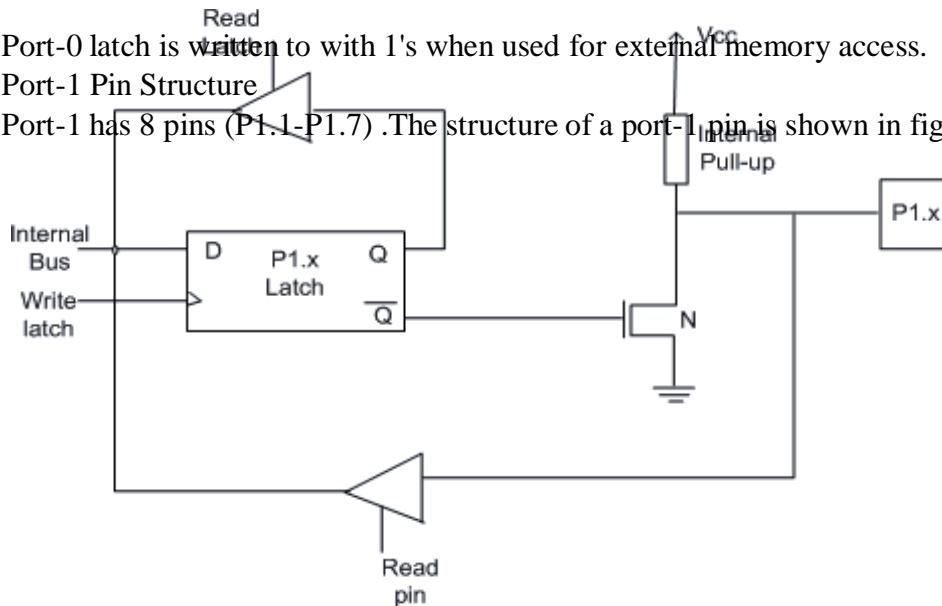 Read
Latch
Port-0 latch is written to with 1's when used for external memory access.
Vcc
Port-1 Pin Structure
Port-1 has 8 pins (P1.1-P1.7) .The structure of a port-1 pin is shown in fig
Internal
Pull-up
P1.x
Internal
Bus
D
P1.x
Latch
Q
Write
latch
Q
N
Read
pin